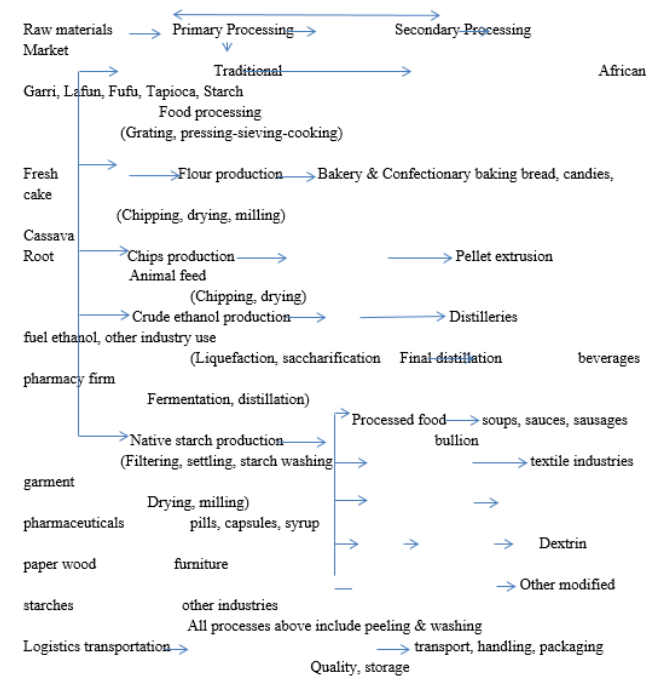 Raw materials Primary Processing Secondary Processing
Market
Traditional African
Garri, Lafun, Fufu, Tapioca, Starch
Food processing
(Grating, pressing-sieving-cooking)
Fresh Flour production Bakery & Confectionary baking bread, candies,
cake
(Chipping, drying, milling)
Cassava
Root Chips production Pellet extrusion
Animal feed
(Chipping, drying)
Crude ethanol production Distilleries
fuel ethanol, other industry use
(Liquefaction, saccharification Final distillation beverages
pharmacy firm
Fermentation, distillation)
Processed food soups, sauces, sausages
Native starch production bullion
(Filtering, settling, starch washing textile industries
garment
Drying, milling)
pharmaceuticals pills, capsules, syrup
Dextrin
paper wood furniture
Other modified
starches other industries
All processes above include peeling & washing
Logistics transportation transport, handling, packaging
Quality, storage